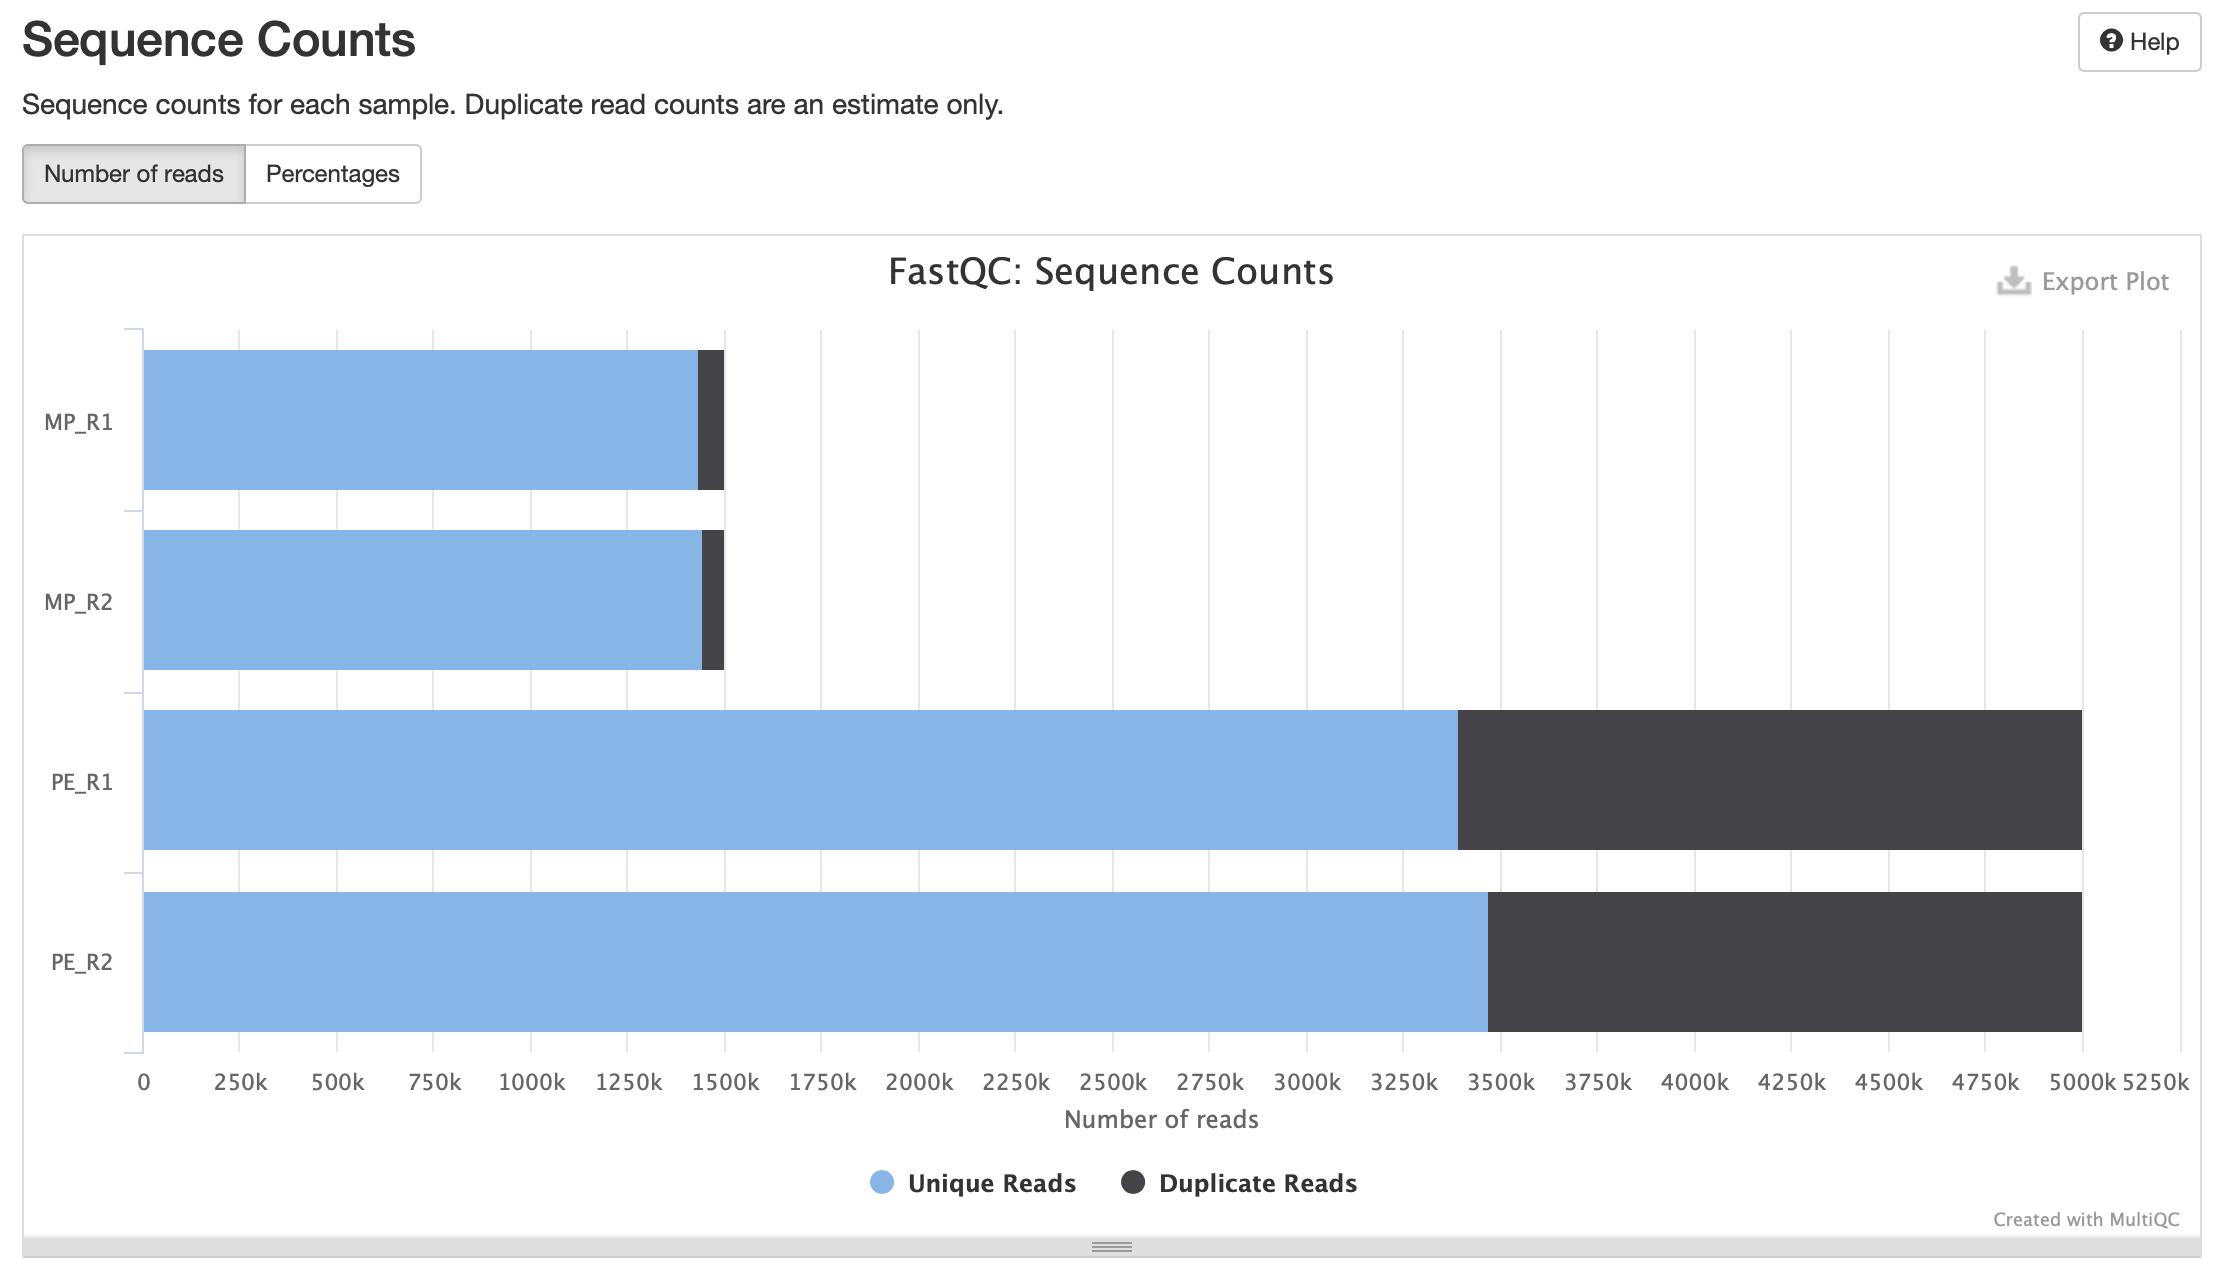 Sequence Counts
Help
Sequence counts for each sample. Duplicate read counts are an estimate only.
Number of reads
Percentages
FastQC: Sequence Counts
Export Plot
MP_R1
MP_R2
PE_R1
PE_R2
0 250k 500k 750k 1000k 1250k 1500k 1750k 2000k 2250k 2500k 2750k 3000k 3250k 3500k 3750k 4000k 4250k 4500k 4750k 5000k 5250k
Number of reads
Unique Reads Duplicate Reads
Created with MultiQC